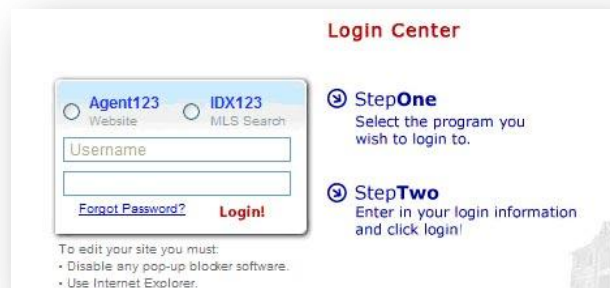 Login Center
Agent123
Website
IDX123
MLS Search
Username
Forgot Password?
Login!
To edit your site you must:
• Disable any pop-up blocker software.
• Use Internet Explorer.
StepOne
Select the program you
wish to login to.
StepTwo
Enter in your login information
and click login!